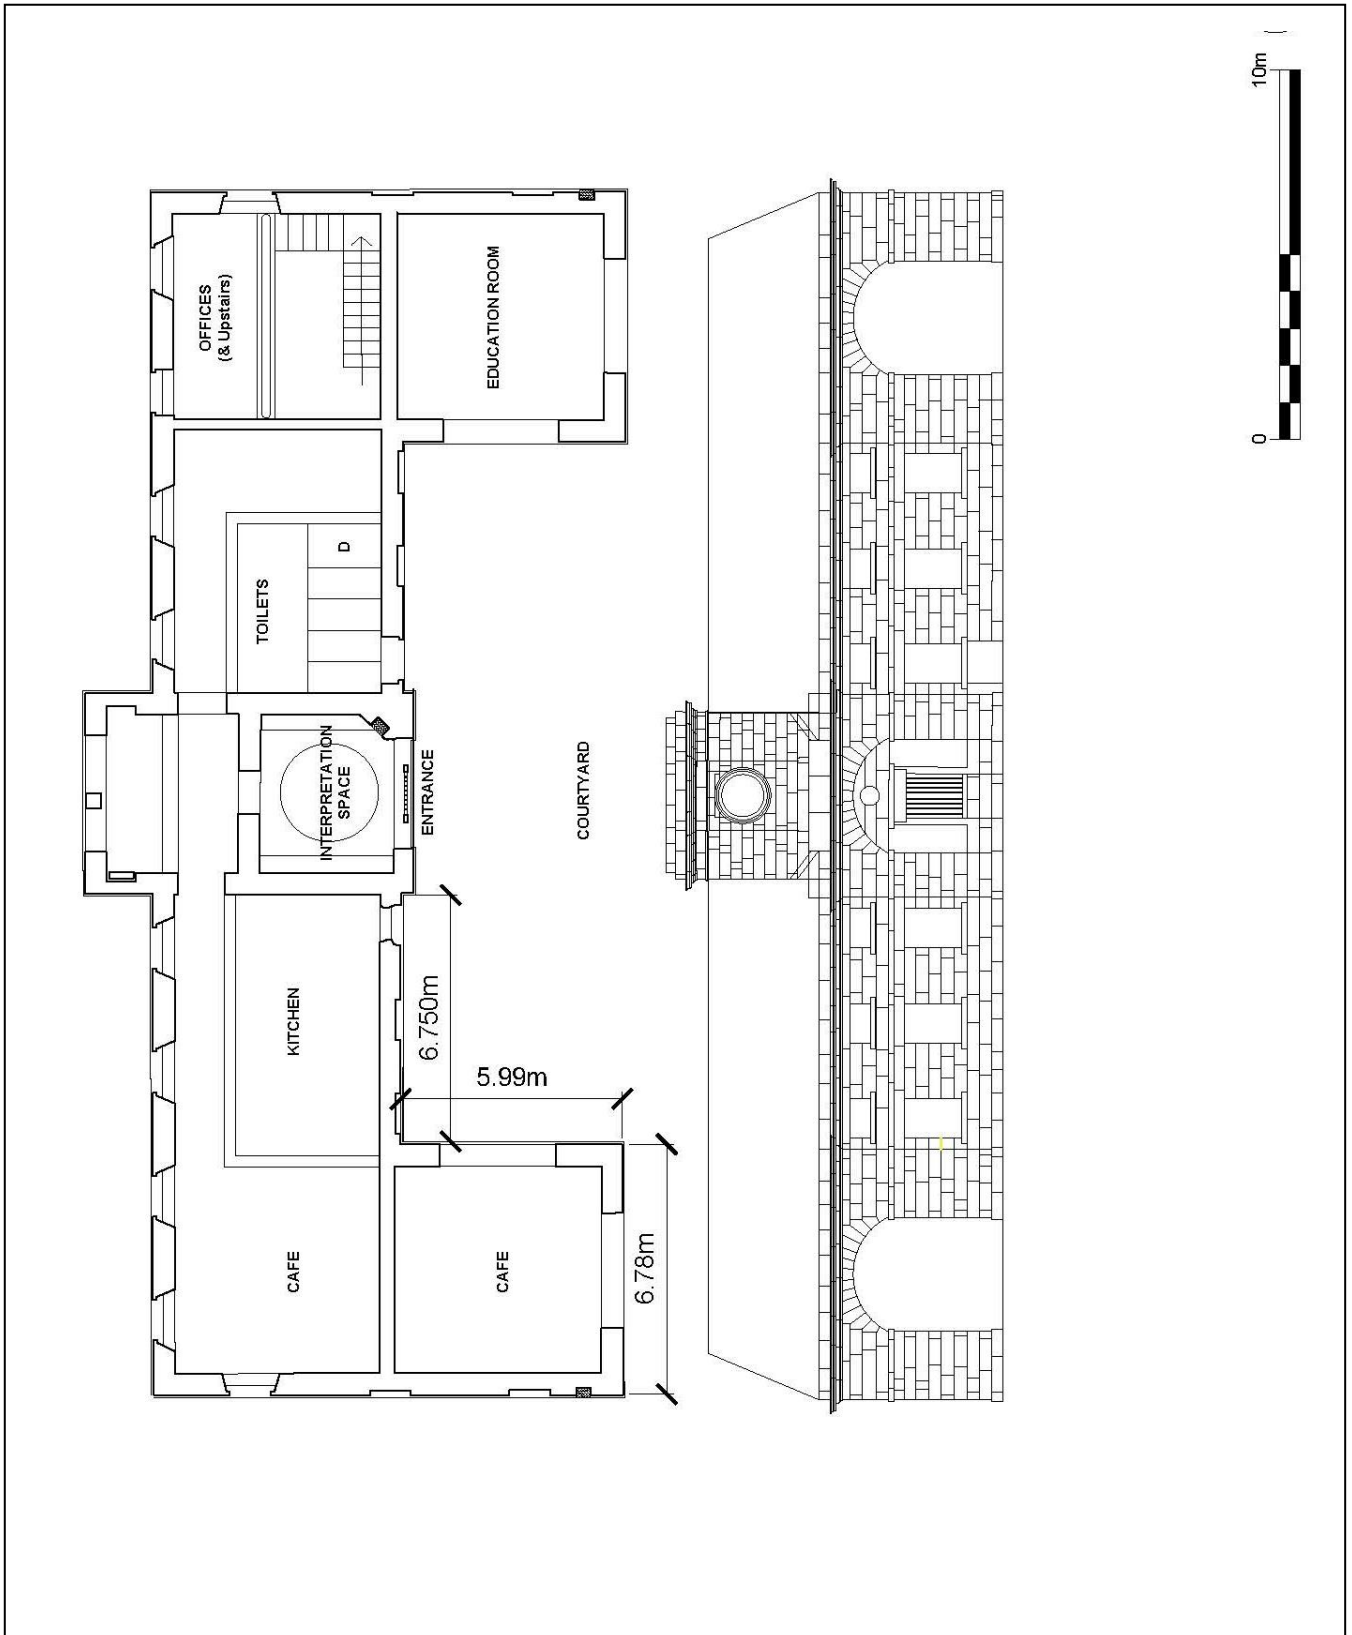 10m
0
OFFICES
(& Upstairs)
EDUCATION ROOM
TOILETS
D
INTERPRETATION
SPACE
ENTRANCE
COURTYARD
KITCHEN
6.750m
5.99m
CAFE
CAFE
6.78m